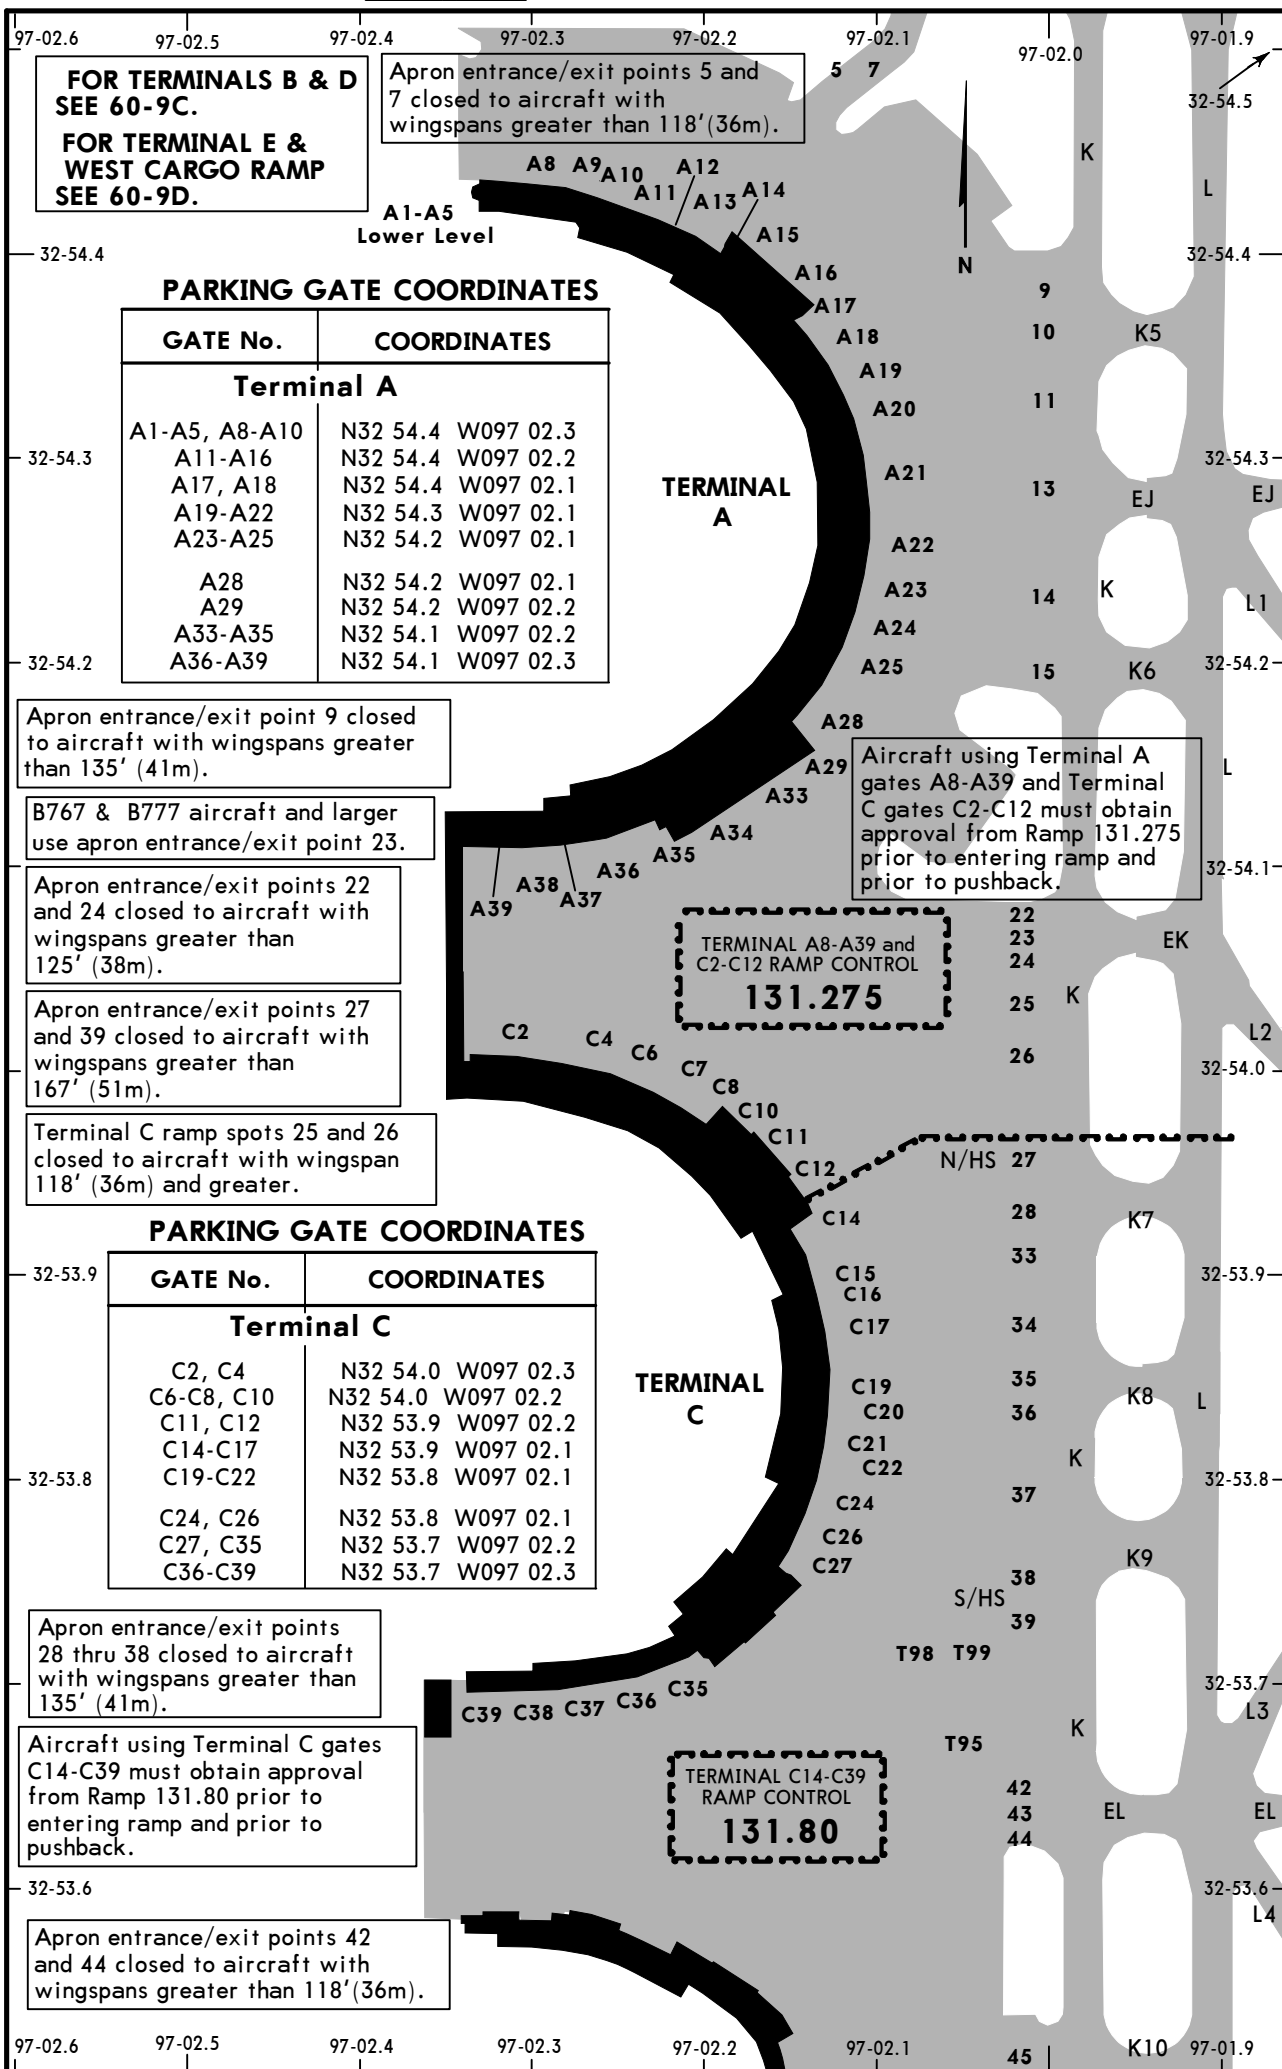 97-02.6 97-02.5 97-02.4 97-02.3 97-02.2 97-02.1 97-02.0 97-01.9
FOR TERMINALS B & D
SEE 60-9C.
FOR TERMINAL E &
WEST CARGO RAMP
SEE 60-9D.
Apron entrance/exit points 5 and
7 closed to aircraft with
wingspans greater than 118'(36m).
5 7
32-54.5
K
L
A8 A9 A10 A11 A12 A13 A14
A15
A16
A17
A18
A19
A20
A21
A22
A23
A24
A25
A28
A29
A33
A34
A35
A36
A37
A38
A39
A1-A5
Lower Level
N
32-54.4
32-54.4
PARKING GATE COORDINATES
GATE No. COORDINATES
Terminal A
A1-A5, A8-A10 N32 54.4 W097 02.3
A11-A16 N32 54.4 W097 02.2
A17, A18 N32 54.4 W097 02.1
A19-A22 N32 54.3 W097 02.1
A23-A25 N32 54.2 W097 02.1
A28 N32 54.2 W097 02.1
A29 N32 54.2 W097 02.2
A33-A35 N32 54.1 W097 02.2
A36-A39 N32 54.1 W097 02.3
TERMINAL
A
9
10 K5
11
32-54.3
32-54.3
13 EJ EJ
14 K L1
32-54.2
32-54.2
15 K6
L
Apron entrance/exit point 9 closed
to aircraft with wingspans greater
than 135' (41m).
B767 & B777 aircraft and larger
use apron entrance/exit point 23.
Aircraft using Terminal A
gates A8-A39 and Terminal
C gates C2-C12 must obtain
approval from Ramp 131.275
prior to entering ramp and
prior to pushback.
32-54.1
Apron entrance/exit points 22
and 24 closed to aircraft with
wingspans greater than
125' (38m).
TERMINAL A8-A39 and
C2-C12 RAMP CONTROL
131.275
22
23 EK
24
25 K
26 L2
32-54.0
Apron entrance/exit points 27
and 39 closed to aircraft with
wingspans greater than
167' (51m).
Terminal C ramp spots 25 and 26
closed to aircraft with wingspan
118' (36m) and greater.
C2
C4
C6
C7
C8
C10
C11
C12
C14
C15
C16
C17
C19
C20
C21
C22
C24
C26
C27
N/HS 27
28 K7
33
34
35 K8 L
36
K
37
K9
38
S/HS
39
PARKING GATE COORDINATES
32-53.9
32-53.9
GATE No. COORDINATES
Terminal C
C2, C4 N32 54.0 W097 02.3
C6-C8, C10 N32 54.0 W097 02.2
C11, C12 N32 53.9 W097 02.2
C14-C17 N32 53.9 W097 02.1
C19-C22 N32 53.8 W097 02.1
C24, C26 N32 53.8 W097 02.1
C27, C35 N32 53.7 W097 02.2
C36-C39 N32 53.7 W097 02.3
TERMINAL
C
32-53.8
32-53.8
Apron entrance/exit points
28 thru 38 closed to aircraft
with wingspans greater than
135' (41m).
C39 C38 C37 C36 C35
T98 T99
32-53.7
L3
K
T95
Aircraft using Terminal C gates
C14-C39 must obtain approval
from Ramp 131.80 prior to
entering ramp and prior to
pushback.
TERMINAL C14-C39
RAMP CONTROL
131.80
42
43 EL EL
44
32-53.6
32-53.6
L4
Apron entrance/exit points 42
and 44 closed to aircraft with
wingspans greater than 118'(36m).
97-02.6 97-02.5 97-02.4 97-02.3 97-02.2 97-02.1 45 K10 97-01.9